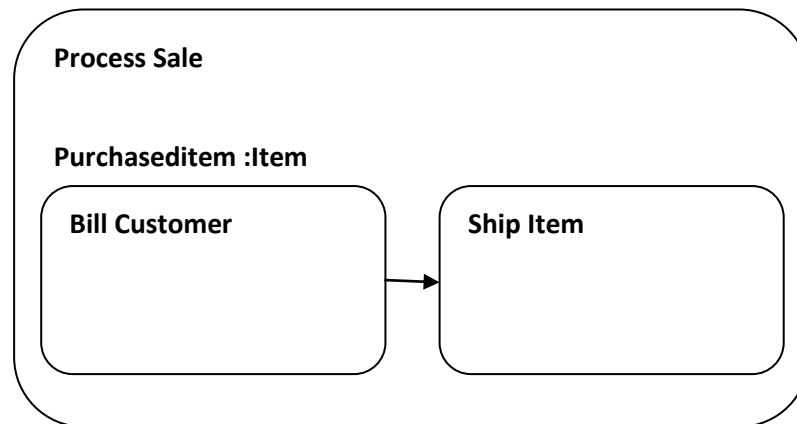 Process Sale
Purchaseditem :Item
Bill Customer
Ship Item